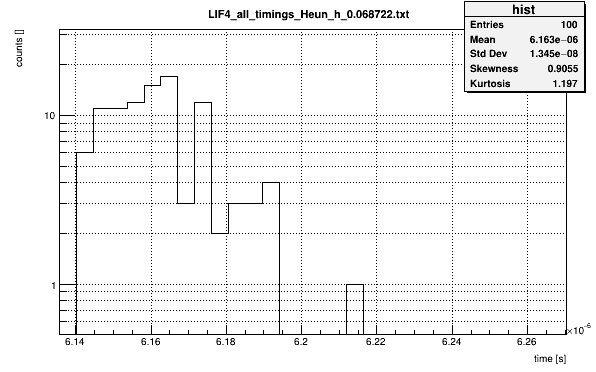 LIF4_all_timings_Heun_h_0.068722.txt
hist
Entries 100
Mean 6.163e−06
Std Dev 1.345e−08
Skewness 0.9055
Kurtosis 1.197
counts []
10
1
6.14 6.16 6.18 6.2 6.22 6.24 6.26
×10⁻⁶
time [s]